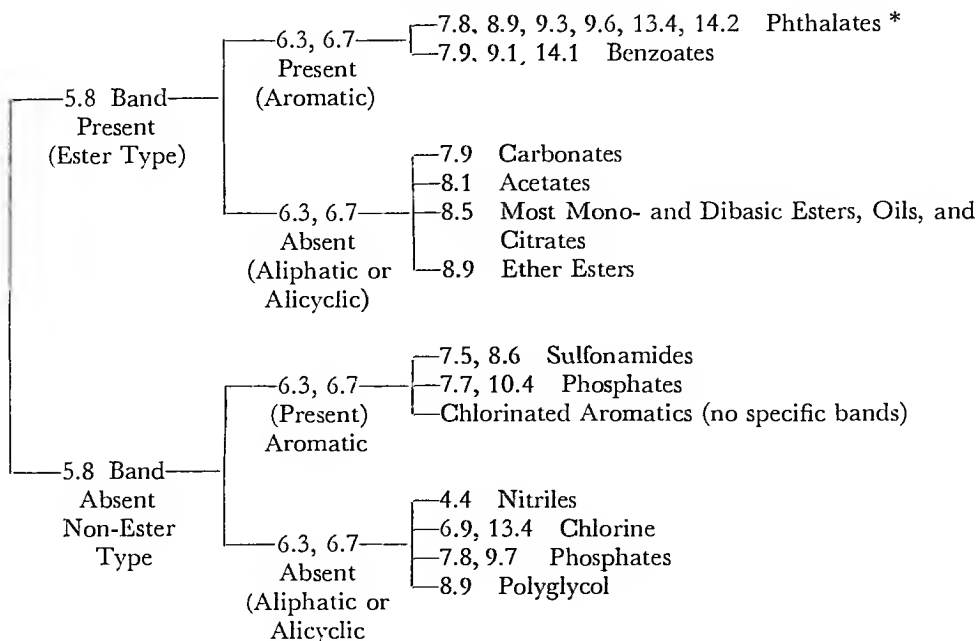 7.8, 8.9, 9.3, 9.6, 13.4, 14.2 Phthalates *
6.3, 6.7
Present
(Aromatic)
7.9, 9.1, 14.1 Benzoates
5.8 Band
Present
(Ester Type)
7.9 Carbonates
8.1 Acetates
6.3, 6.7
Absent
(Aliphatic or
Alicyclic)
8.5 Most Mono- and Dibasic Esters, Oils, and
Citrates
8.9 Ether Esters
7.5, 8.6 Sulfonamides
6.3, 6.7
(Present)
Aromatic
7.7, 10.4 Phosphates
Chlorinated Aromatics (no specific bands)
5.8 Band
Absent
Non-Ester
Type
4.4 Nitriles
6.9, 13.4 Chlorine
6.3, 6.7
Absent
(Aliphatic or
Alicyclic
7.8, 9.7 Phosphates
8.9 Polyglycol